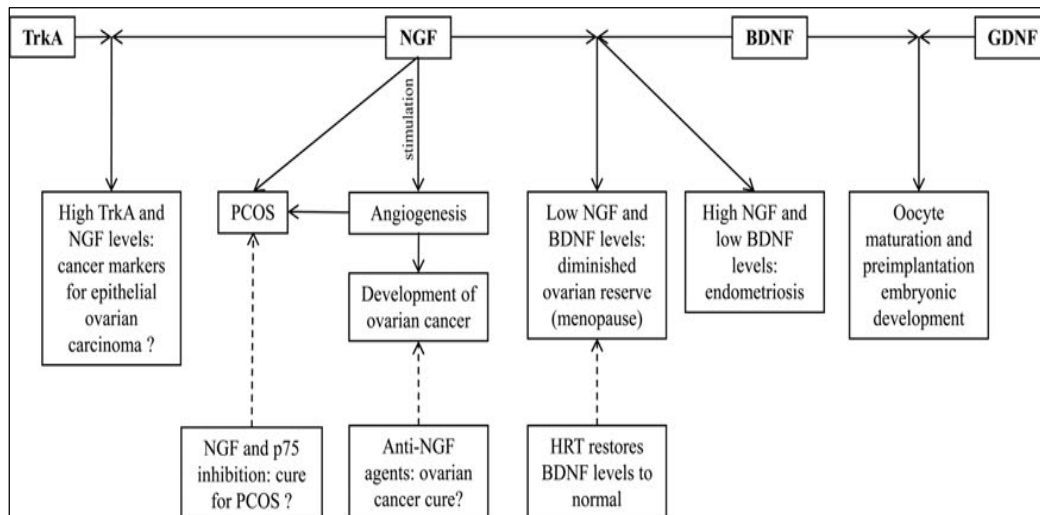 TrkA
NGF
BDNF
GDNF
stimulation
High TrkA and
NGF levels:
cancer markers
for epithelial
ovarian
carcinoma ?
PCOS
Angiogenesis
Low NGF and
BDNF levels:
diminished
ovarian reserve
(menopause)
High NGF and
low BDNF
levels:
endometriosis
Oocyte
maturation and
preimplantation
embryonic
development
Development of
ovarian cancer
NGF and p75
inhibition: cure
for PCOS ?
Anti-NGF
agents: ovarian
cancer cure?
HRT restores
BDNF levels to
normal